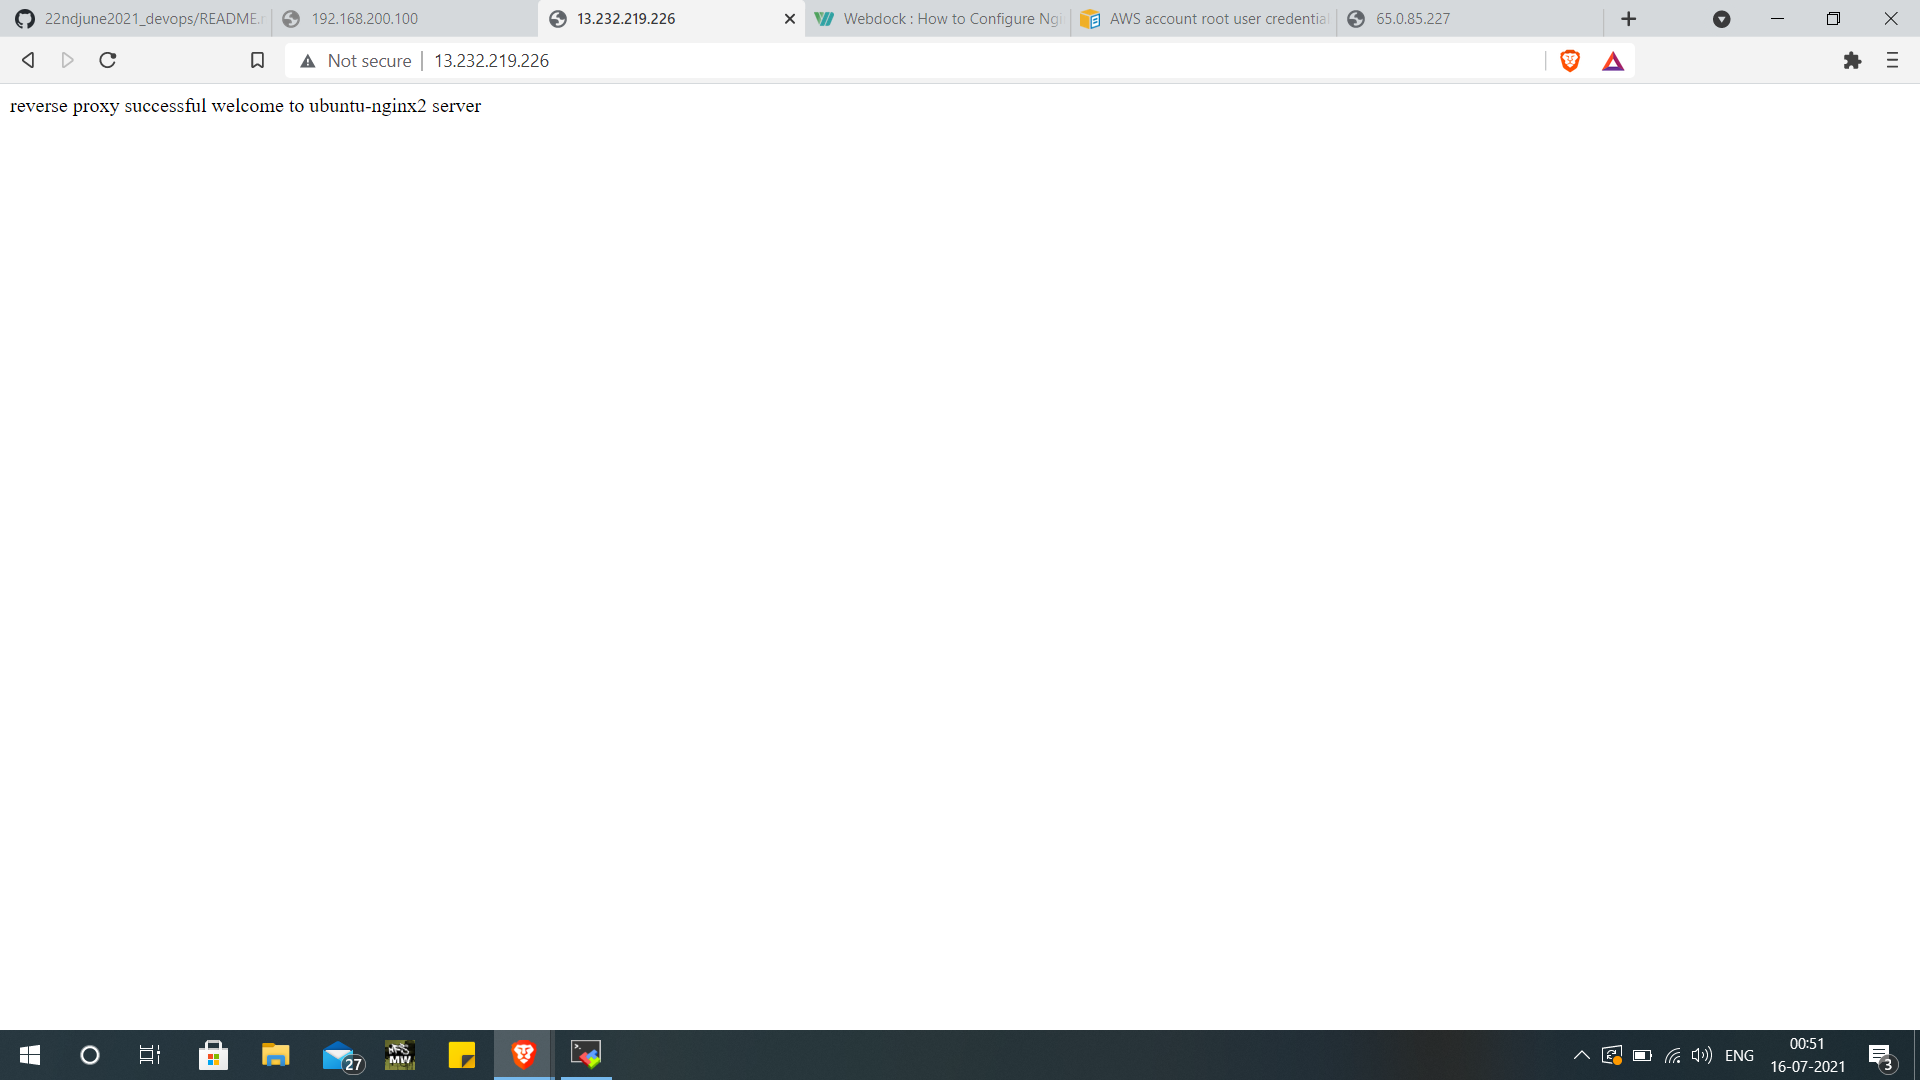 22ndjune2021_devops/README.
192.168.200.100
13.232.219.226
Webdock : How to Configure Ngi
AWS account root user credential
65.0.85.227
Not secure
13.232.219.226
reverse proxy successful welcome to ubuntu-nginx2 server
27
MW
ENG
00:51
16-07-2021
3